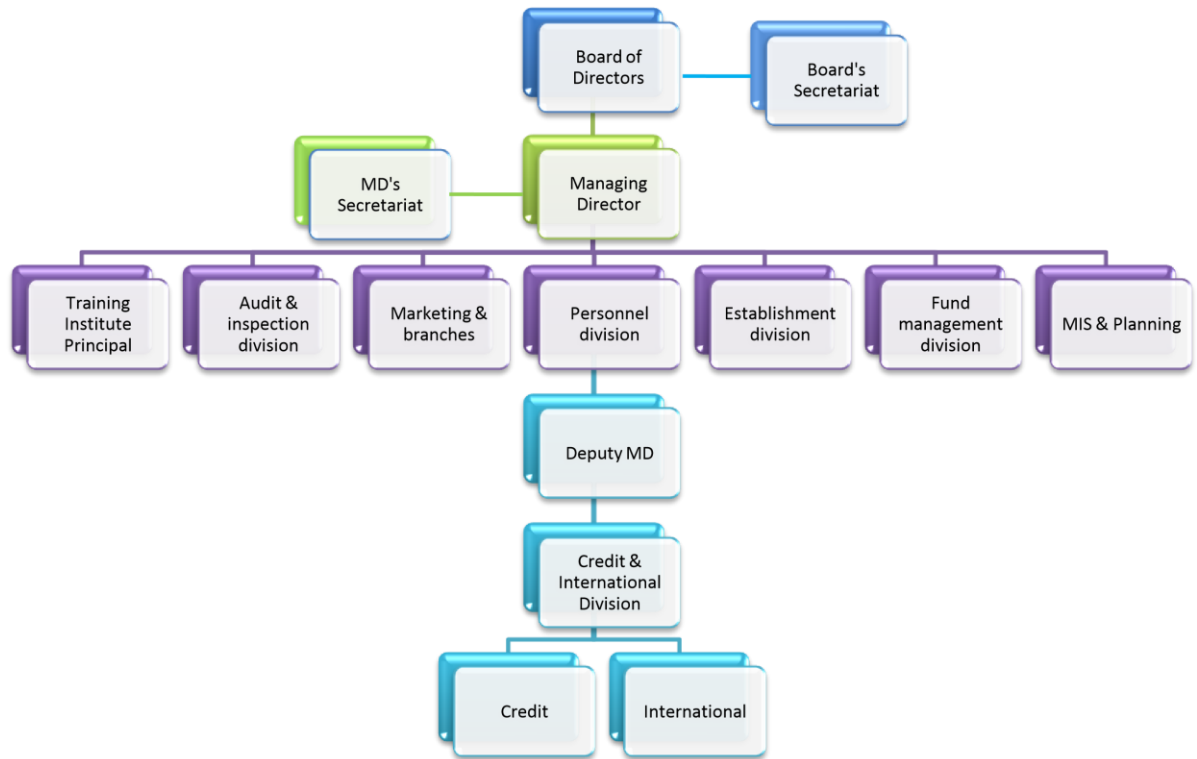 Board of
Directors
Board's
Secretariat
MD's
Secretariat
Managing
Director
Training
Institute
Principal
Audit &
inspection
division
Marketing &
branches
Personnel
division
Establishment
division
Fund
management
division
MIS & Planning
Deputy MD
Credit &
International
Division
Credit
International